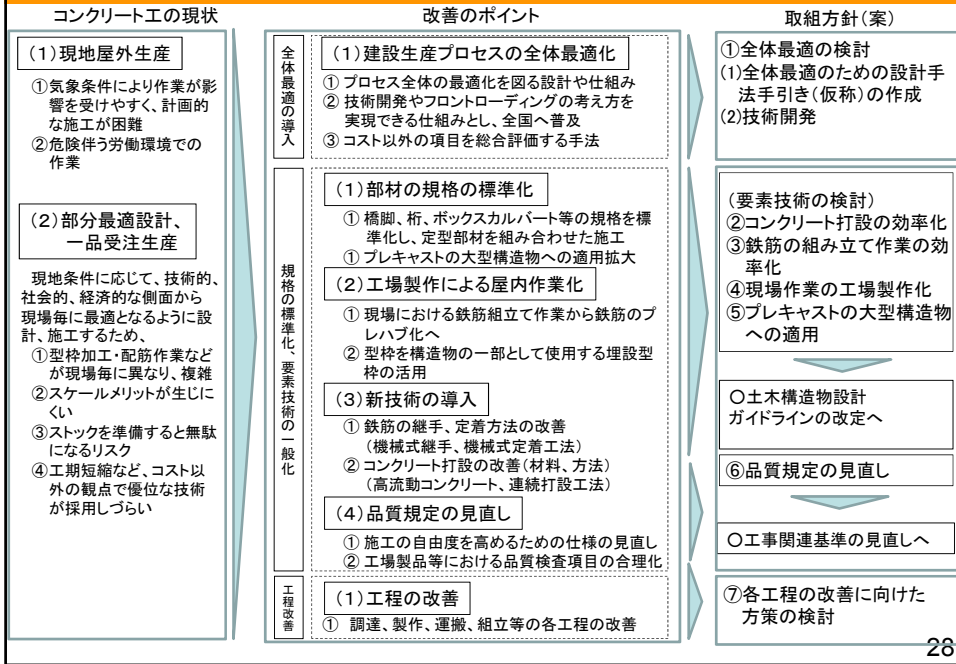 コンクリート工の現状
(1)現地屋外生産
①気象条件により作業が影
響を受けやすく、計画的
な施工が困難
②危険伴う労働環境での
作業
(2)部分最適設計、
一品受注生産
現地条件に応じて、技術的、
社会的、経済的な側面から
現場毎に最適となるように設
計、施工するため、
①型枠加工・配筋作業など
が現場毎に異なり、複雑
②スケールメリットが生じに
くい
③ストックを準備すると無駄
になるリスク
④工期短縮など、コスト以
外の観点で優位な技術
が採用しづらい
改善のポイント
全体最適の導入
(1)建設生産プロセスの全体最適化
① プロセス全体の最適化を図る設計や仕組み
② 技術開発やフロントローディングの考え方を
実現できる仕組みとし、全国へ普及
③ コスト以外の項目を総合評価する手法
規格の標準化、要素技術の一般化
(1)部材の規格の標準化
① 橋脚、桁、ボックスカルバート等の規格を標
準化し、定型部材を組み合わせた施工
① プレキャストの大型構造物への適用拡大
(2)工場製作による屋内作業化
① 現場における鉄筋組立て作業から鉄筋のプ
レハブ化へ
② 型枠を構造物の一部として使用する埋設型
枠の活用
(3)新技術の導入
① 鉄筋の継手、定着方法の改善
(機械式継手、機械式定着工法)
② コンクリート打設の改善(材料、方法)
(高流動コンクリート、連続打設工法)
(4)品質規定の見直し
① 施工の自由度を高めるための仕様の見直し
② 工場製品等における品質検査項目の合理化
工程改善
(1)工程の改善
① 調達、製作、運搬、組立等の各工程の改善
取組方針(案)
①全体最適の検討
(1)全体最適のための設計手
法手引き(仮称)の作成
(2)技術開発
(要素技術の検討)
②コンクリート打設の効率化
③鉄筋の組み立て作業の効
率化
④現場作業の工場製作化
⑤プレキャストの大型構造物
への適用
○土木構造物設計
ガイドラインの改定へ
⑥品質規定の見直し
○工事関連基準の見直しへ
⑦各工程の改善に向けた
方策の検討
28